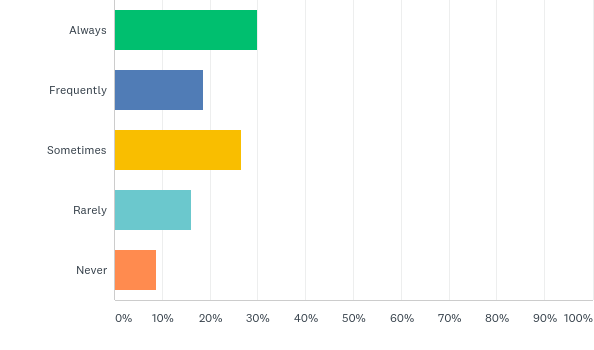 Always
Frequently
Sometimes
Rarely
Never
0% 10% 20% 30% 40% 50% 60% 70% 80% 90% 100%